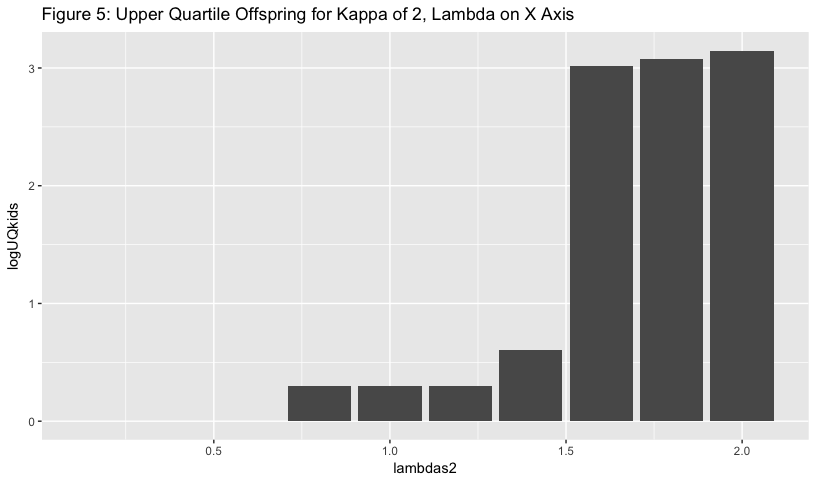 Figure 5: Upper Quartile Offspring for Kappa of 2, Lambda on X Axis
logUQkids
3
2
1
0
0.5 1.0 1.5 2.0
lambdas2